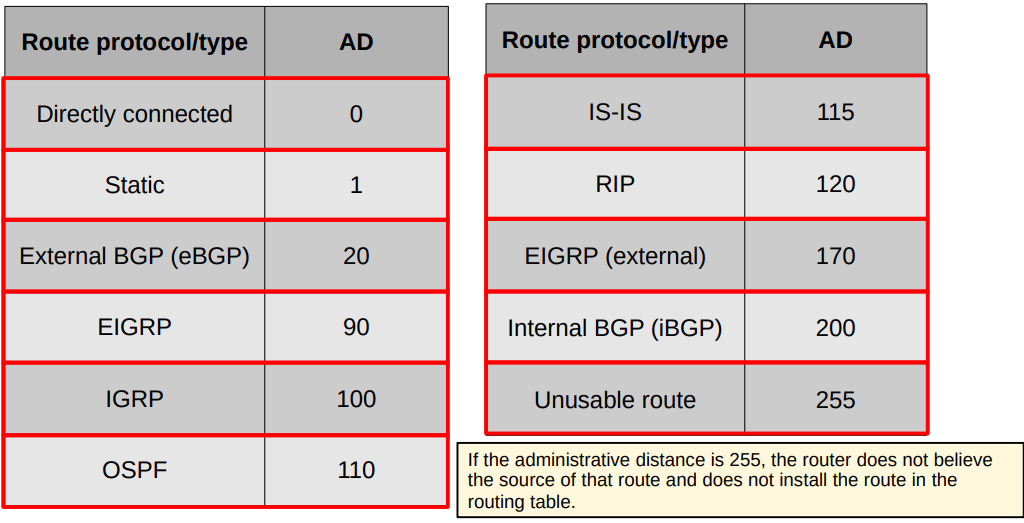 Route protocol/type AD
Directly connected 0
Static 1
External BGP (eBGP) 20
EIGRP 90
IGRP 100
OSPF 110
Route protocol/type AD
IS-IS 115
RIP 120
EIGRP (external) 170
Internal BGP (iBGP) 200
Unusable route 255
If the administrative distance is 255, the router does not believe
the source of that route and does not install the route in the
routing table.